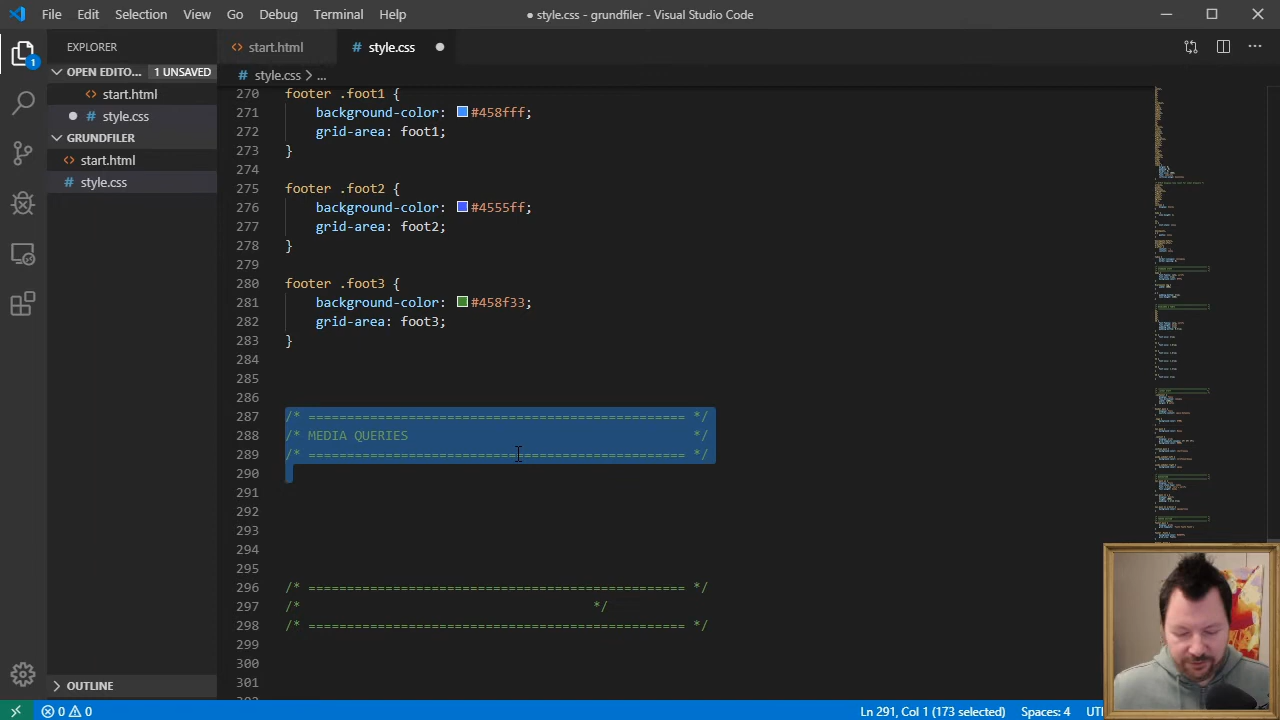 File Edit Selection View Go Debug Terminal Help
● style.css - grundfiler - Visual Studio Code
EXPLORER
start.html
style.css
OPEN EDITO... 1 UNSAVED
1
style.css > ...
start.html
style.css
GRUNDFILER
start.html
style.css
OUTLINE
270 footer .foot1 {
271 background-color: #458fff;
272 grid-area: foot1;
273 }
274
275 footer .foot2 {
276 background-color: #4555ff;
277 grid-area: foot2;
278 }
279
280 footer .foot3 {
281 background-color: #458f33;
282 grid-area: foot3;
283 }
284
285
286
287 /* ================================================= */
288 /* MEDIA QUERIES */
289 /* ================================================= */
290
291
292
293
294
295
296 /* ================================================= */
297 /* */
298 /* ================================================= */
299
300
301
0 0
Ln 291, Col 1 (173 selected) Spaces: 4